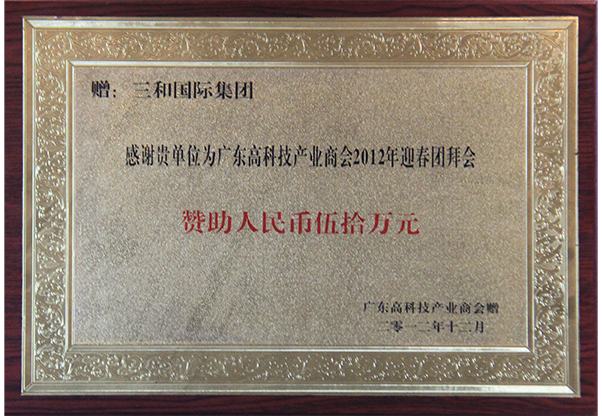 赠：三和国际集团
感谢贵单位为广东高科技产业商会2012年迎春团拜会
赞助人民币伍拾万元
广东高科技产业商会赠
二零一二年十二月